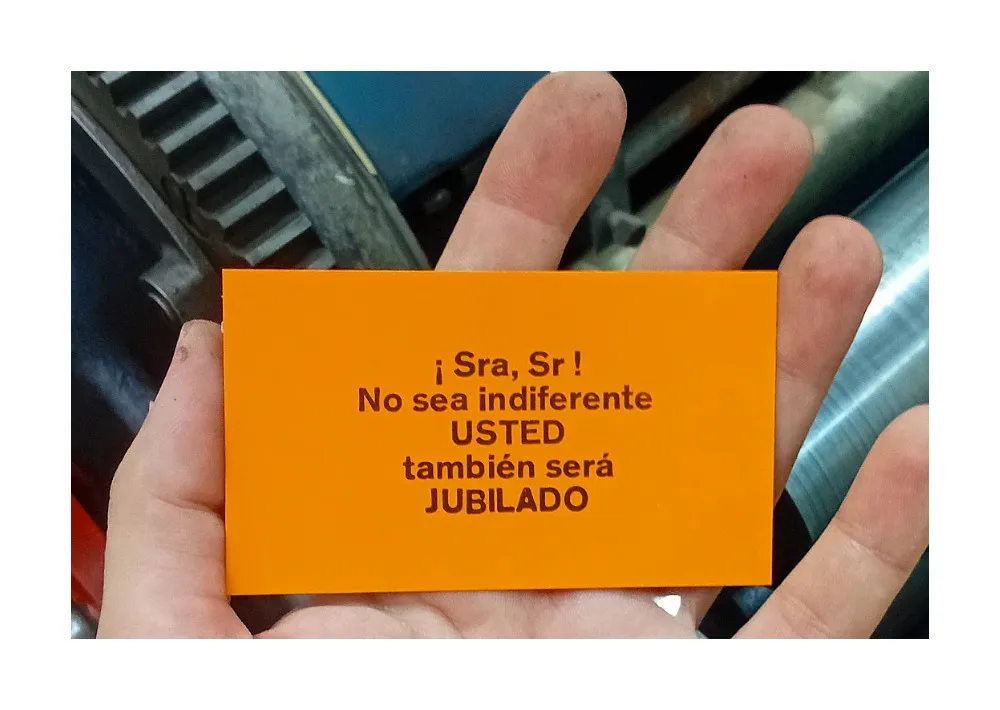 ¡ Sra, Sr !
No sea indiferente
USTED
también será
JUBILADO